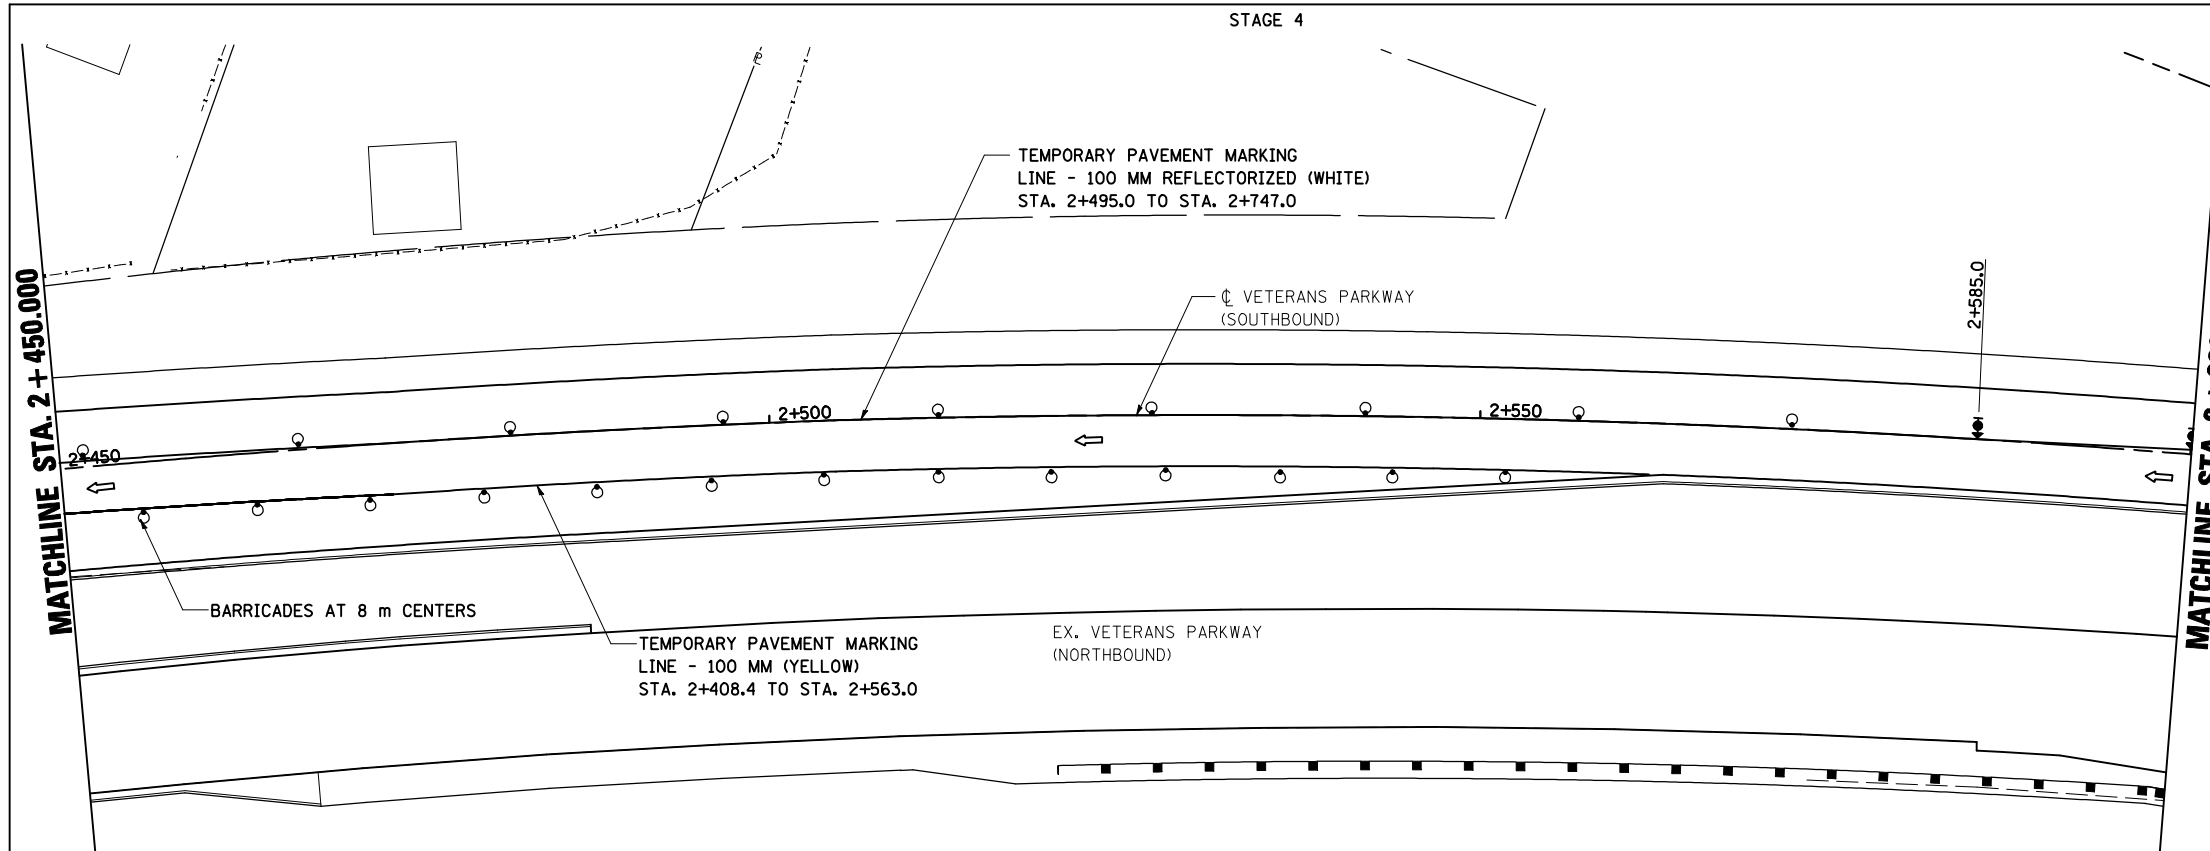 STAGE 4
TEMPORARY PAVEMENT MARKING
LINE - 100 MM REFLECTORIZED (WHITE)
STA. 2+495.0 TO STA. 2+747.0
℄ VETERANS PARKWAY
(SOUTHBOUND)
2+585.0
MATCHLINE STA. 2+450.000
2+450
2+500
2+550
MATCHLINE STA.
BARRICADES AT 8 m CENTERS
TEMPORARY PAVEMENT MARKING
LINE - 100 MM (YELLOW)
STA. 2+408.4 TO STA. 2+563.0
EX. VETERANS PARKWAY
(NORTHBOUND)